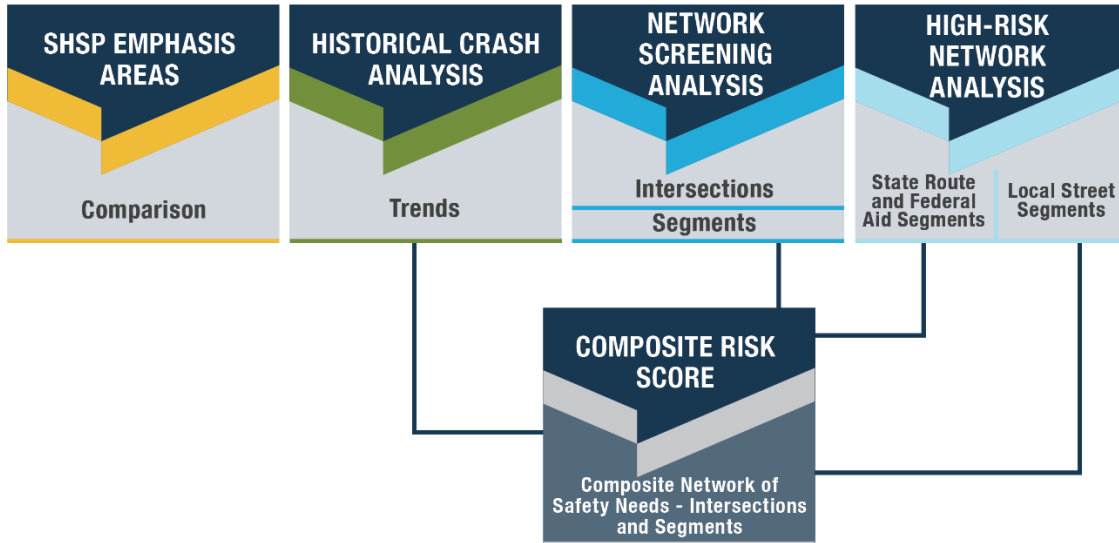 SHSP EMPHASIS
AREAS
Comparison
HISTORICAL CRASH
ANALYSIS
Trends
NETWORK
SCREENING
ANALYSIS
Intersections
Segments
HIGH-RISK
NETWORK
ANALYSIS
State Route
and Federal
Aid Segments
Local Street
Segments
COMPOSITE RISK
SCORE
Composite Network of
Safety Needs - Intersections
and Segments